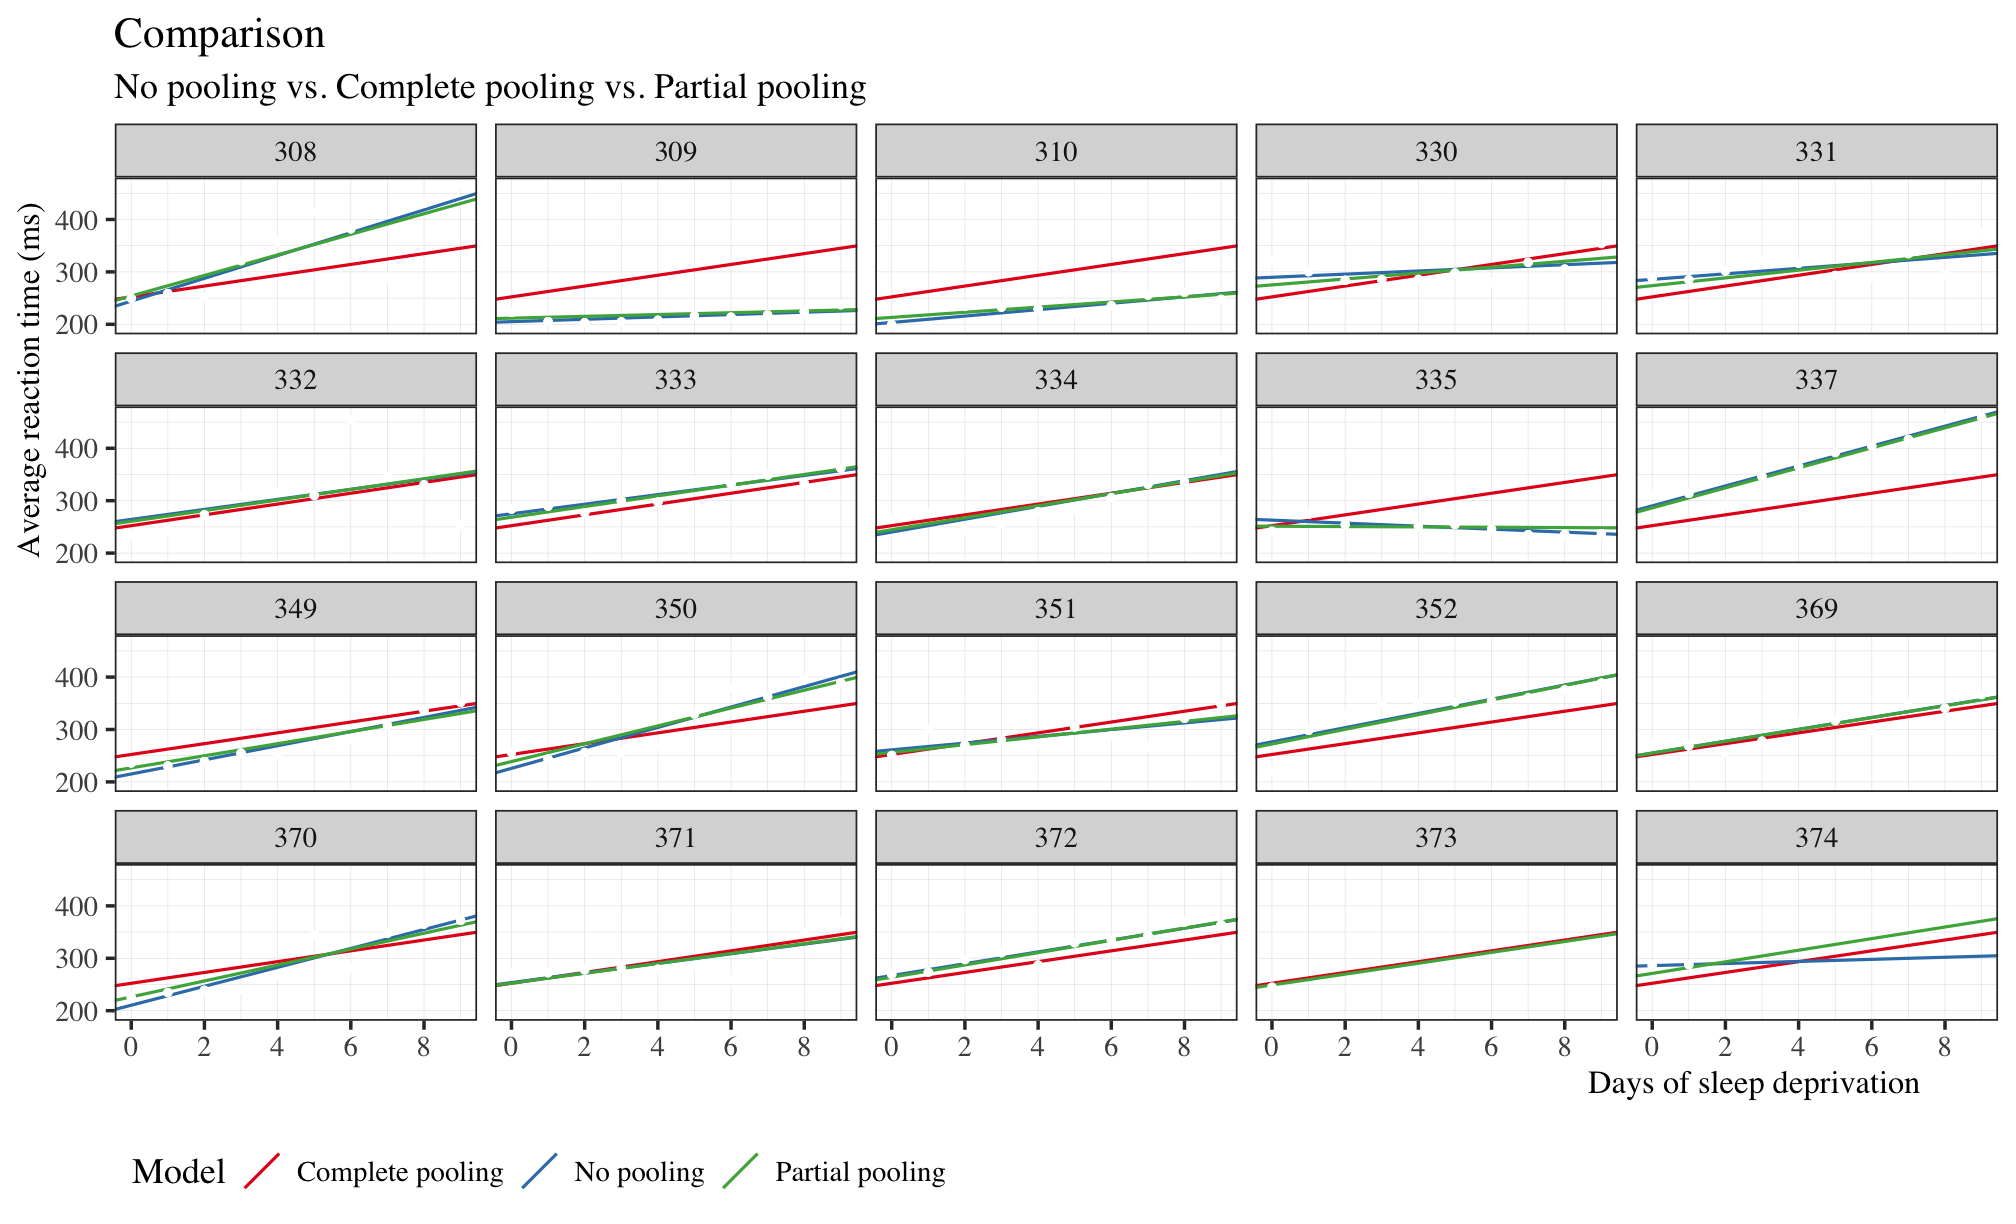 Comparison
No pooling vs. Complete pooling vs. Partial pooling
Average reaction time (ms)
308 309 310 330 331
400
300
200
332 333 334 335 337
400
300
200
349 350 351 352 369
400
300
200
370 371 372 373 374
400
300
200
0 2 4 6 8 0 2 4 6 8 0 2 4 6 8 0 2 4 6 8 0 2 4 6 8
Days of sleep deprivation
Model Complete pooling No pooling Partial pooling